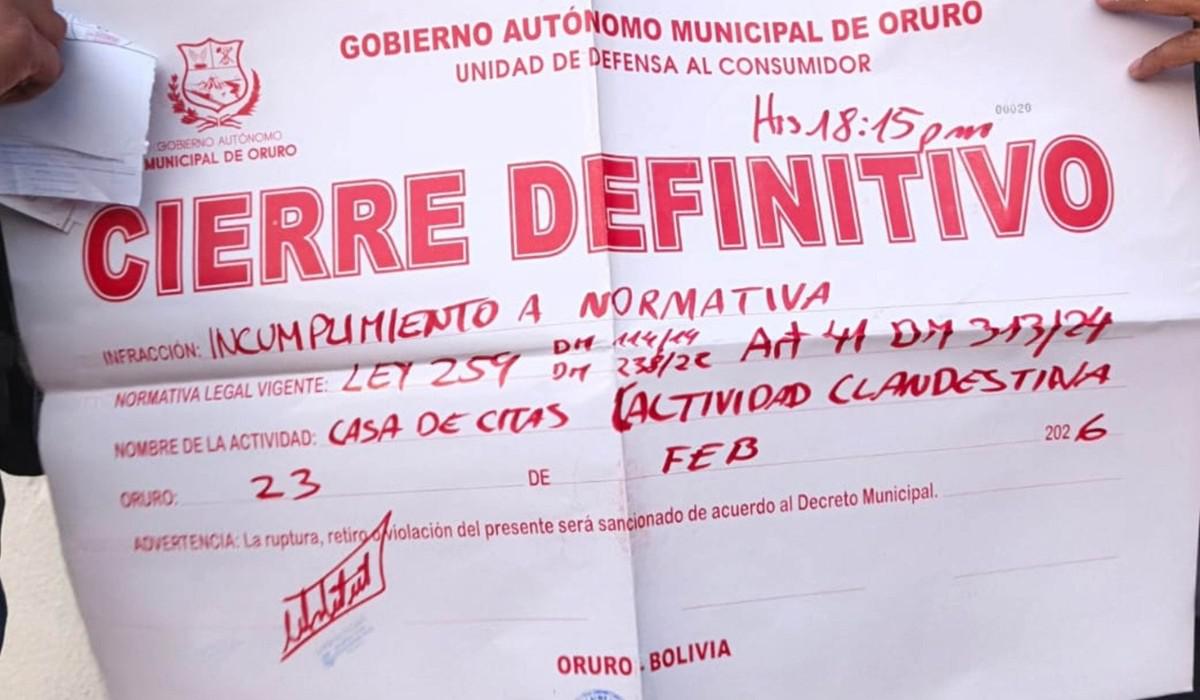 GOBIERNO AUTÓNOMO MUNICIPAL DE ORURO
UNIDAD DE DEFENSA AL CONSUMIDOR
GOBIERNO AUTÓNOMO
MUNICIPAL DE ORURO
Hrs 18:15 pm
00020
CIERRE DEFINITIVO
INFRACCIÓN: INCUMPLIMIENTO A NORMATIVA
NORMATIVA LEGAL VIGENTE: LEY 259 DM 114/19 Art 41 DM 313/24
DM
NOMBRE DE LA ACTIVIDAD: CASA DE CITAS (ACTIVIDAD CLANDESTINA
ORURO: 23 DE FEB 2026
ADVERTENCIA: La ruptura, retiro o violación del presente será sancionado de acuerdo al Decreto Municipal.
ORURO - BOLIVIA